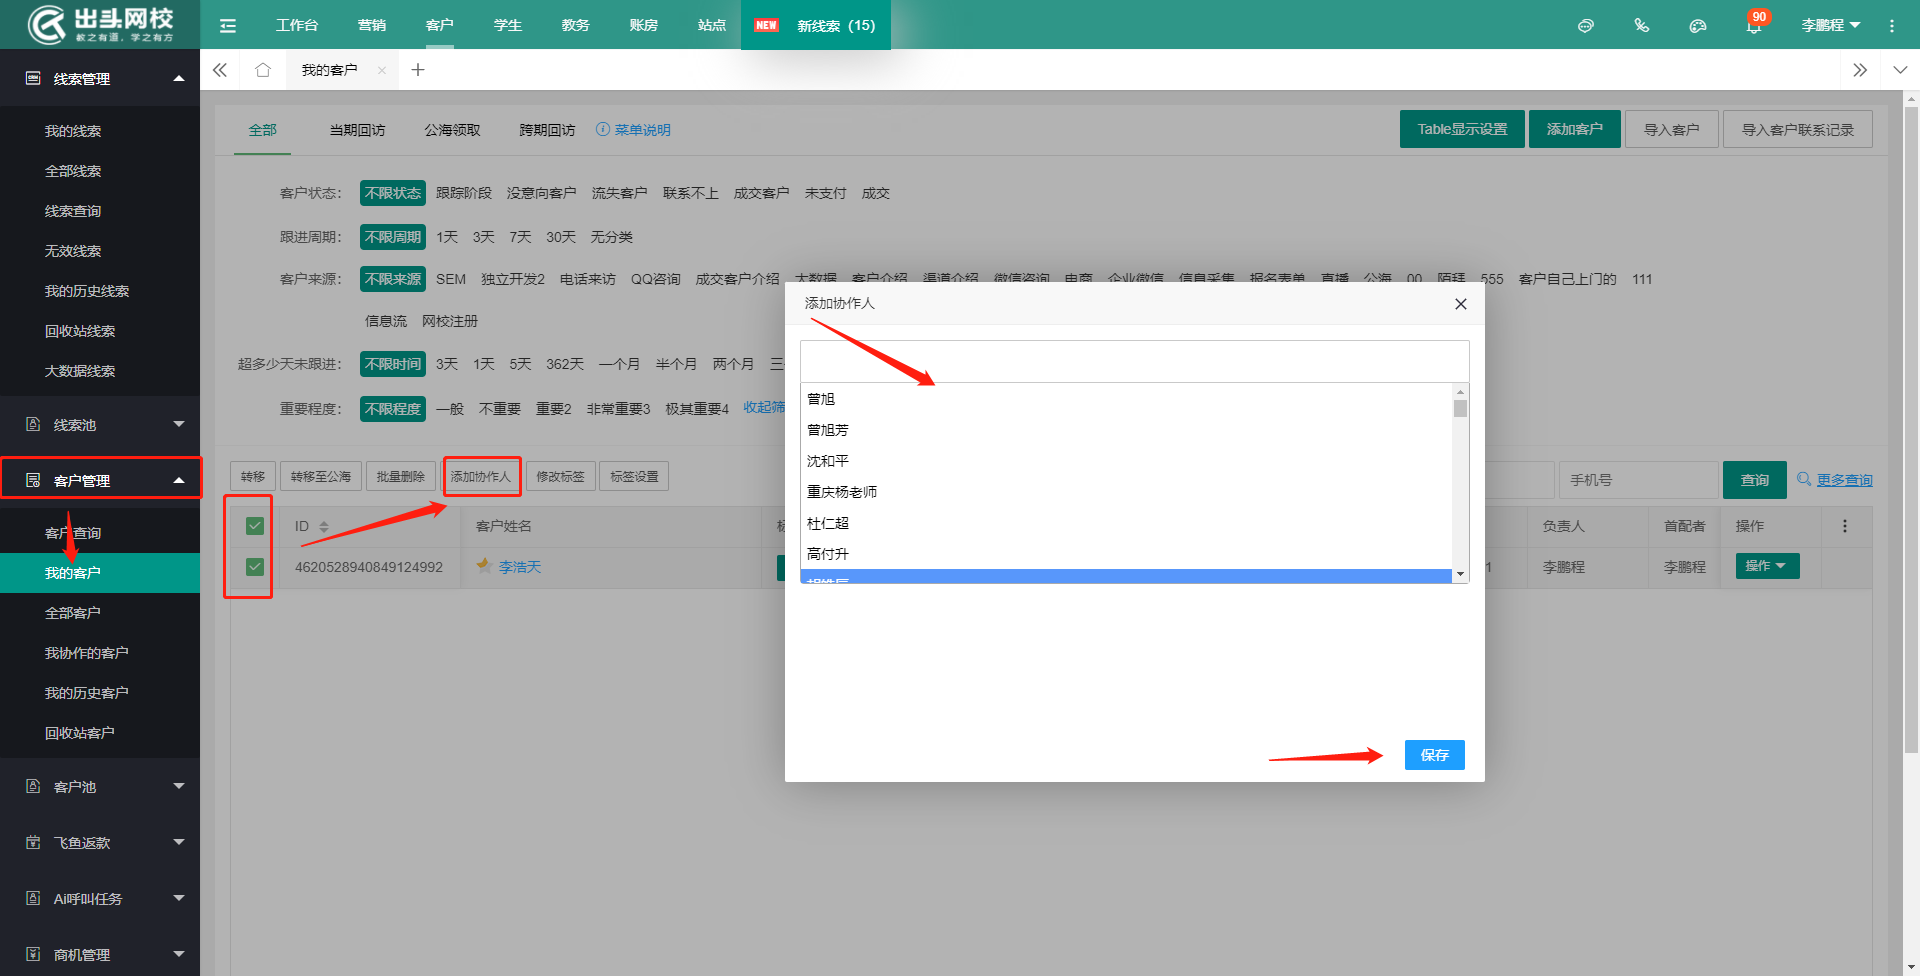 出头网校
教之有道，学之有方
工作台 营销 客户 学生 教务 账房 站点 NEW 新线索 (15) 90 李鹏程
我的客户
线索管理
我的线索
全部线索
线索查询
无效线索
我的历史线索
回收站线索
大数据线索
线索池
客户管理
客户查询
我的客户
全部客户
我协作的客户
我的历史客户
回收站客户
客户池
飞鱼返款
Ai呼叫任务
商机管理
全部 当期回访 公海领取 跨期回访 菜单说明 Table显示设置 添加客户 导入客户 导入客户联系记录
客户状态： 不限状态 跟踪阶段 没意向客户 流失客户 联系不上 成交客户 未支付 成交
跟进周期： 不限周期 1天 3天 7天 30天 无分类
客户来源： 不限来源 SEM 独立开发2 电话来访 QQ咨询 成交客户介绍 大数据 客户介绍 渠道介绍 微信咨询 电商 企业微信 信息采集 报名表单 直播 公海 00 陌拜 555 客户自己上门的 111
信息流 网校注册
超多少天未跟进： 不限时间 3天 1天 5天 362天 一个月 半个月 两个月 三
重要程度： 不限程度 一般 不重要 重要2 非常重要3 极其重要4 收起筛
转移 转移至公海 批量删除 添加协作人 修改标签 标签设置 手机号 查询 更多查询
ID 客户姓名 标 负责人 首配者 操作
4620528940849124992 李浩天 1 李鹏程 李鹏程 操作
添加协作人
曾旭
曾旭芳
沈和平
重庆杨老师
杜仁超
高付升
保存